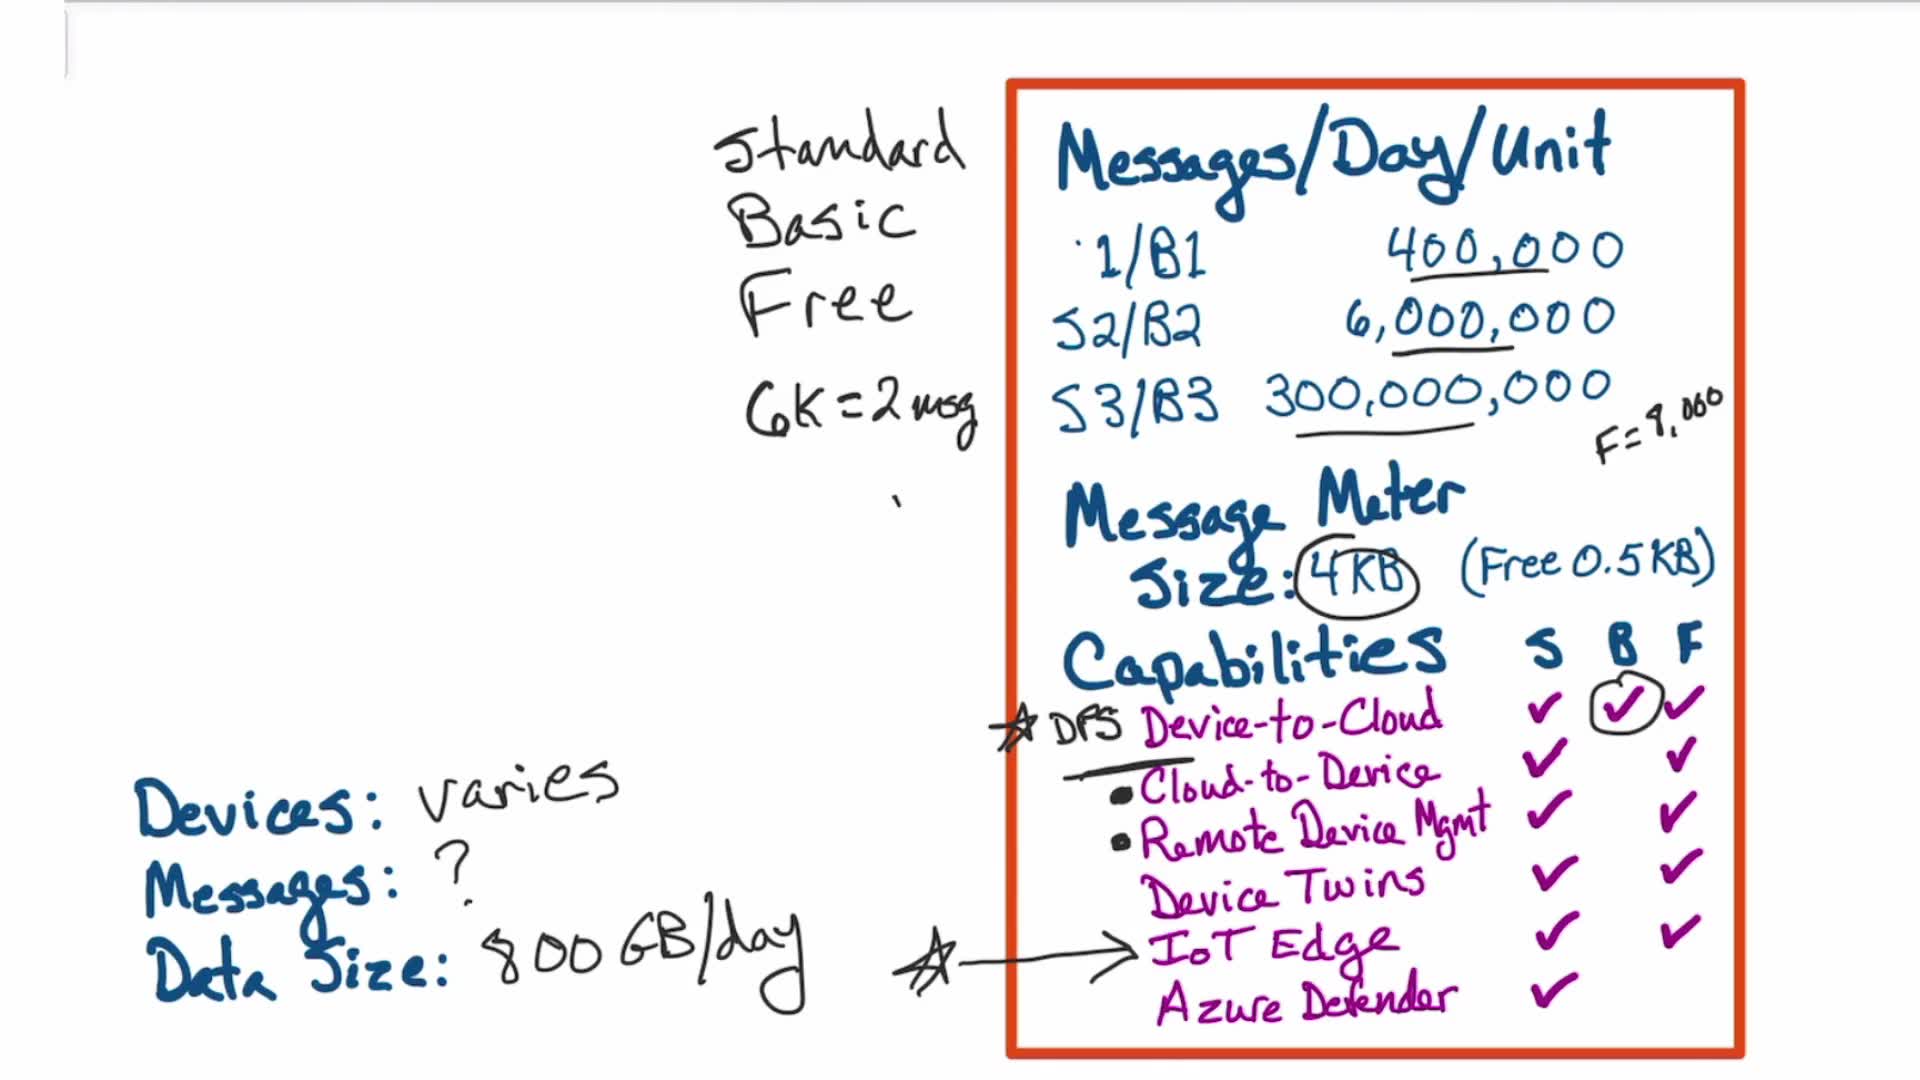 Standard
Basic
Free
6K = 2 msg
Messages/Day/Unit
1/B1 400,000
S2/B2 6,000,000
S3/B3 300,000,000
F = 8,000
Message Meter
Size: 4KB (Free 0.5KB)
Capabilities S B F
DPS Device-to-Cloud ✓ ✓ ✓
• Cloud-to-Device ✓ ✓
• Remote Device Mgmt ✓ ✓
Device Twins ✓ ✓
IoT Edge ✓ ✓
Azure Defender ✓
Devices: varies
Messages: ?
Data Size: 800 GB/day